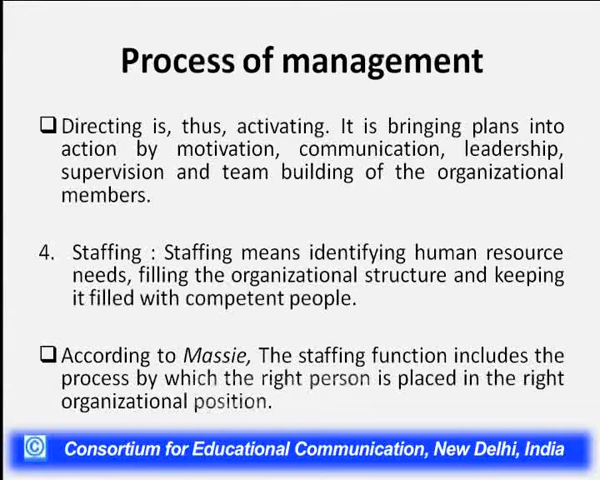 Process of management
❑ Directing is, thus, activating. It is bringing plans into
action by motivation, communication, leadership,
supervision and team building of the organizational
members.
4. Staffing : Staffing means identifying human resource
needs, filling the organizational structure and keeping
it filled with competent people.
❑ According to Massie, The staffing function includes the
process by which the right person is placed in the right
organizational position.
© Consortium for Educational Communication, New Delhi, India